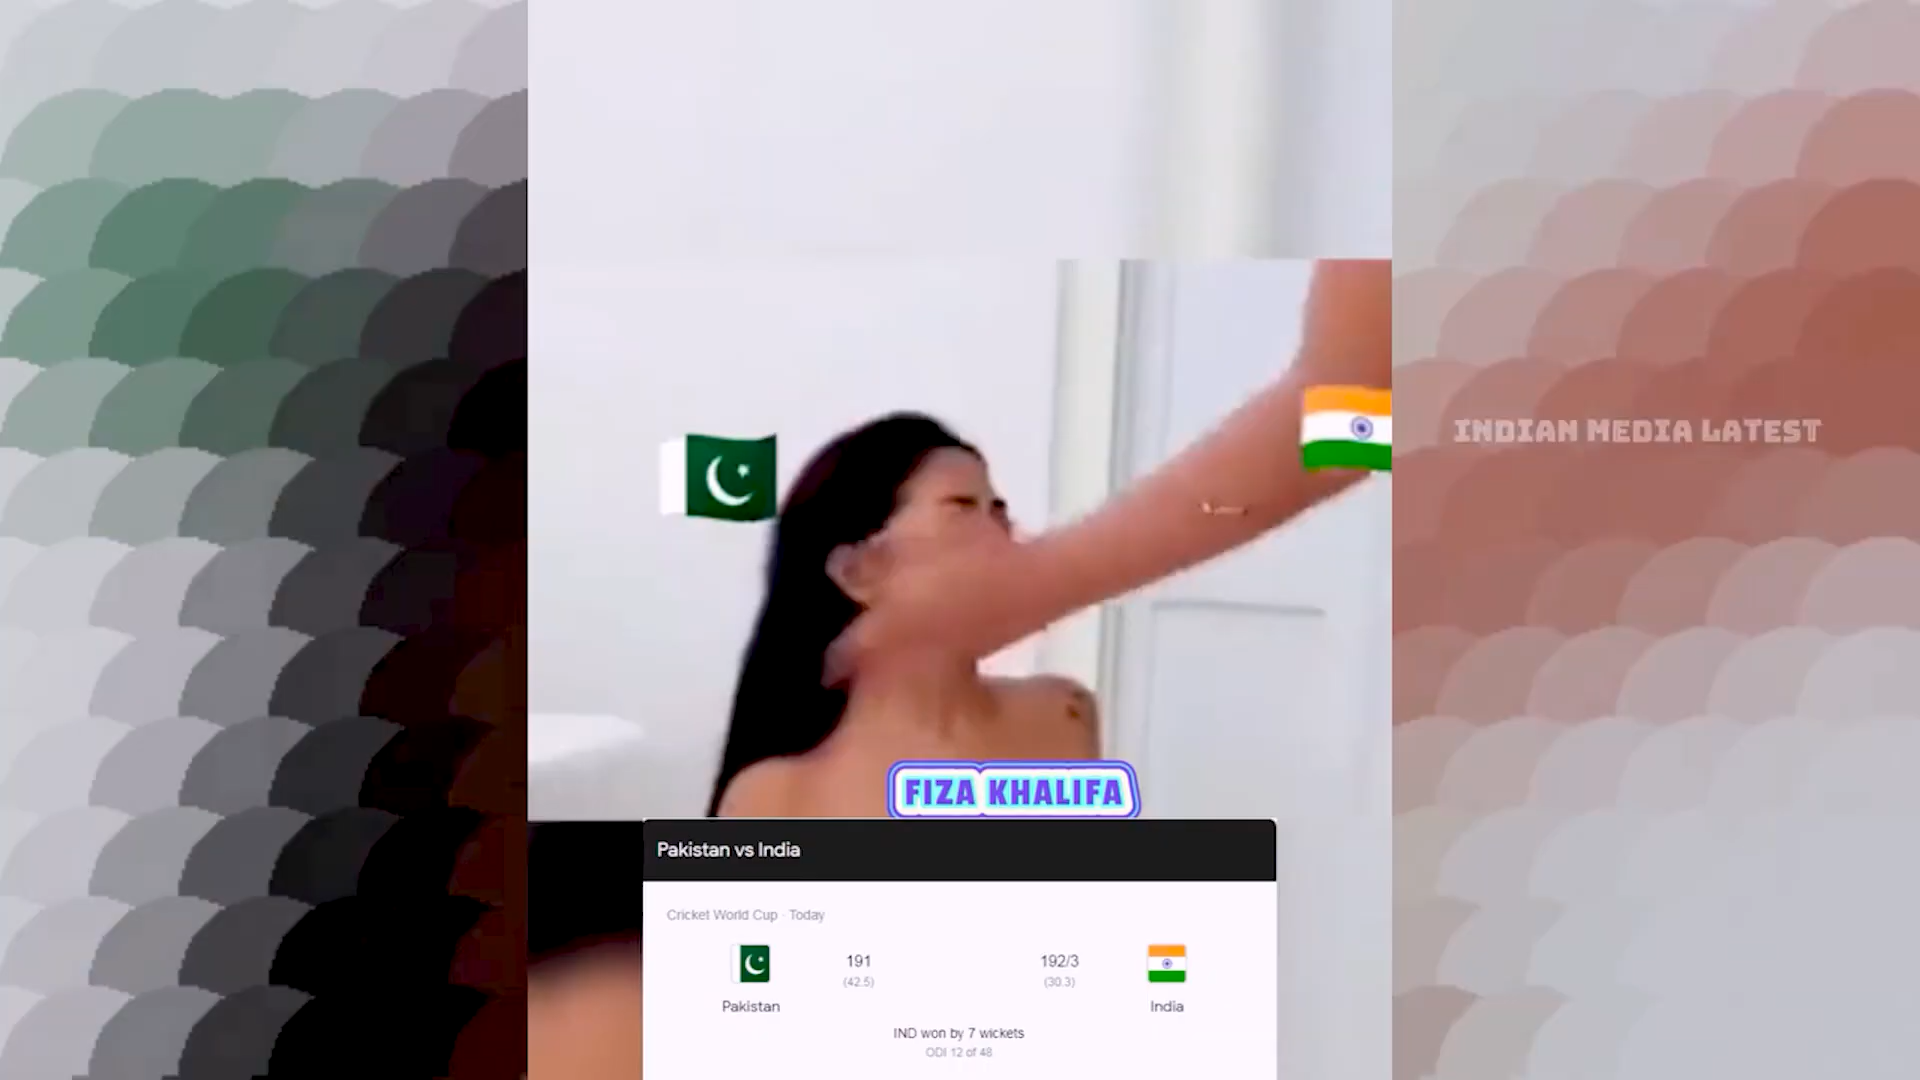 INDIAN MEDIA LATEST
FIZA KHALIFA
Pakistan vs India
Cricket World Cup · Today
191
192/3
(42.5)
(30.3)
Pakistan
India
IND won by 7 wickets
ODI 12 of 48